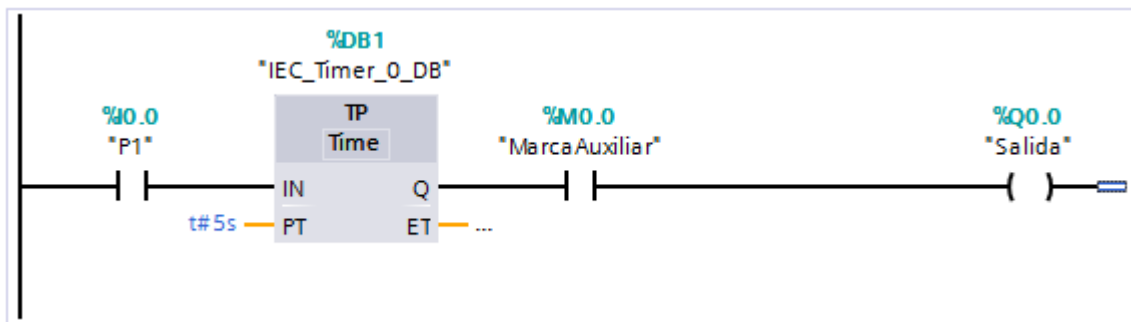 %DB1
"IEC_Timer_0_DB"
%I0.0
"P1"
TP
Time
%M0.0
"MarcaAuxiliar"
%Q0.0
"Salida"
IN
Q
t#5s
PT
ET
...